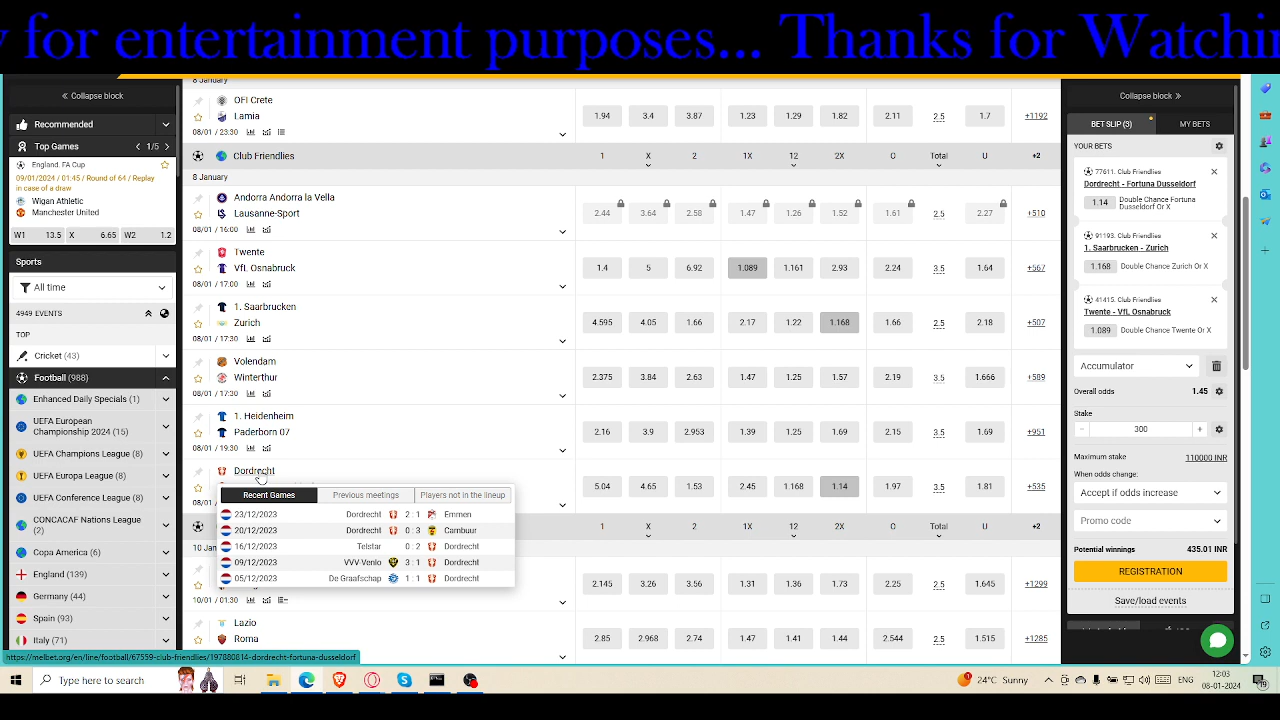 y for entertainment purposes... Thanks for Watchi
Collapse block
Recommended
Top Games 1/5
England. FA Cup
09/01/2024 / 01:45 / Round of 64 / Replay
in case of a draw
Wigan Athletic
Manchester United
W1 13.5 X 6.65 W2 1.2
Sports
All time
4949 EVENTS
TOP
Cricket (43)
Football (988)
Enhanced Daily Specials (1)
UEFA European
Championship 2024 (15)
UEFA Champions League (8)
UEFA Europa League (8)
UEFA Conference League (8)
CONCACAF Nations League
(2)
Copa America (6)
England (139)
Germany (44)
Spain (93)
Italy (71)
8 January
OFI Crete
Lamia
1.94 3.4 3.87 1.23 1.29 1.82 2.11 2.5 1.7 +1192
08/01 / 23:30
Club Friendlies 1 X 2 1X 12 2X O Total U +2
8 January
Andorra Andorra la Vella
Lausanne-Sport
2.44 3.64 2.58 1.47 1.26 1.52 1.61 2.5 2.27 +510
08/01 / 16:00
Twente
VfL Osnabruck
1.4 5 6.92 1.089 1.161 2.93 2.24 3.5 1.64 +567
08/01 / 17:00
1. Saarbrucken
Zurich
4.595 4.05 1.66 2.17 1.22 1.168 1.66 2.5 2.18 +507
08/01 / 17:30
Volendam
Winterthur
2.375 3.84 2.63 1.47 1.25 1.57 2.19 3.5 1.666 +589
08/01 / 17:30
1. Heidenheim
Paderborn 07
2.16 3.9 2.953 1.39 1.25 1.69 2.15 3.5 1.69 +951
08/01 / 19:30
Dordrecht
5.04 4.65 1.53 2.45 1.168 1.14 1.97 3.5 1.81 +535
08/01
Recent Games Previous meetings Players not in the lineup
23/12/2023 Dordrecht 2 : 1 Emmen
20/12/2023 Dordrecht 0 : 3 Cambuur
16/12/2023 Telstar 0 : 2 Dordrecht
09/12/2023 VVV Venlo 3 : 1 Dordrecht
05/12/2023 De Graafschap 1 : 1 Dordrecht
1 X 2 1X 12 2X O Total U +2
10 Jan
2.145 3.26 3.56 1.31 1.36 1.73 2.23 2.5 1.645 +1299
10/01 / 01:30
Lazio
Roma
2.85 2.968 2.74 1.47 1.41 1.44 2.544 2.5 1.515 +1285
https://melbet.org/en/line/football/67559-club-friendlies/197880814-dordrecht-fortuna-dusseldorf
Collapse block
BET SLIP (3) MY BETS
YOUR BETS
77611. Club Friendlies
Dordrecht - Fortuna Dusseldorf
1.14 Double Chance Fortuna
Dusseldorf Or X
91193. Club Friendlies
1. Saarbrucken - Zurich
1.168 Double Chance Zurich Or X
41415. Club Friendlies
Twente - VfL Osnabruck
1.089 Double Chance Twente Or X
Accumulator
Overall odds 1.45
Stake
− 300 +
Maximum stake 110000 INR
When odds change:
Accept if odds increase
Promo code
Potential winnings 435.01 INR
REGISTRATION
Save/load events
Type here to search
24°C Sunny
ENG
12:03
08-01-2024